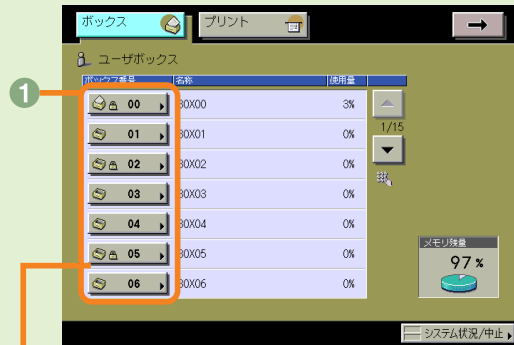 ボックス プリント →
ユーザボックス
ボックス番号 名称 使用量
1
00 BOX00 3%
01 BOX01 0%
1/15
02 BOX02 0%
03 BOX03 0%
04 BOX04 0%
メモリ残量
05 BOX05 0%
97%
06 BOX06 0%
システム状況/中止